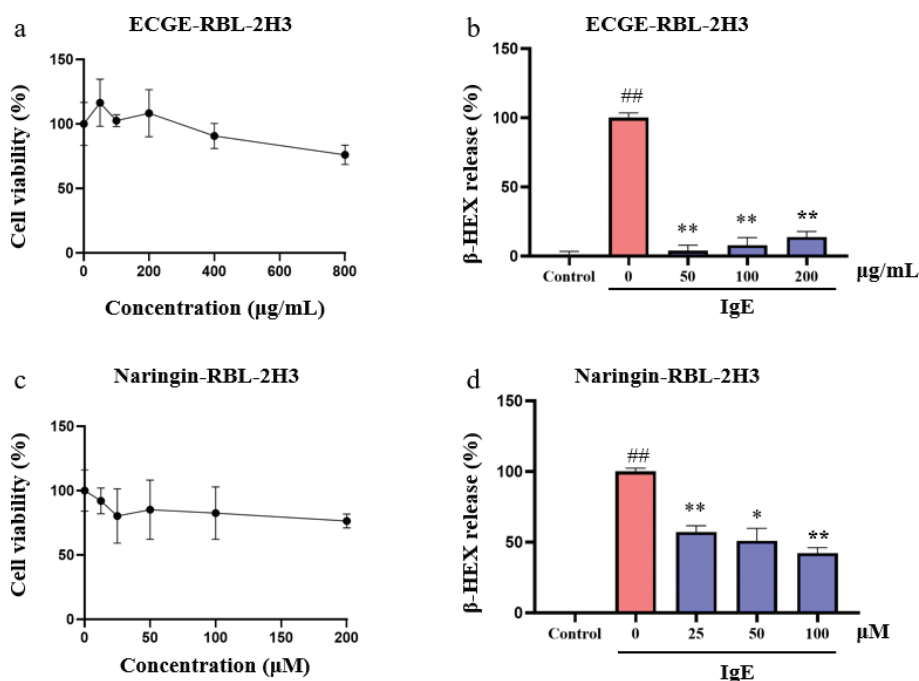 a
ECGE-RBL-2H3
150
100
50
0
Cell viability (%)
0 200 400 600 800
Concentration (μg/mL)
b
ECGE-RBL-2H3
150
100
50
0
β-HEX release (%)
##
** ** **
Control 0 50 100 200 μg/mL
IgE
c
Naringin-RBL-2H3
150
100
50
0
Cell viability (%)
0 50 100 150 200
Concentration (μM)
d
Naringin-RBL-2H3
150
100
50
0
β-HEX release (%)
##
** * **
Control 0 25 50 100 μM
IgE